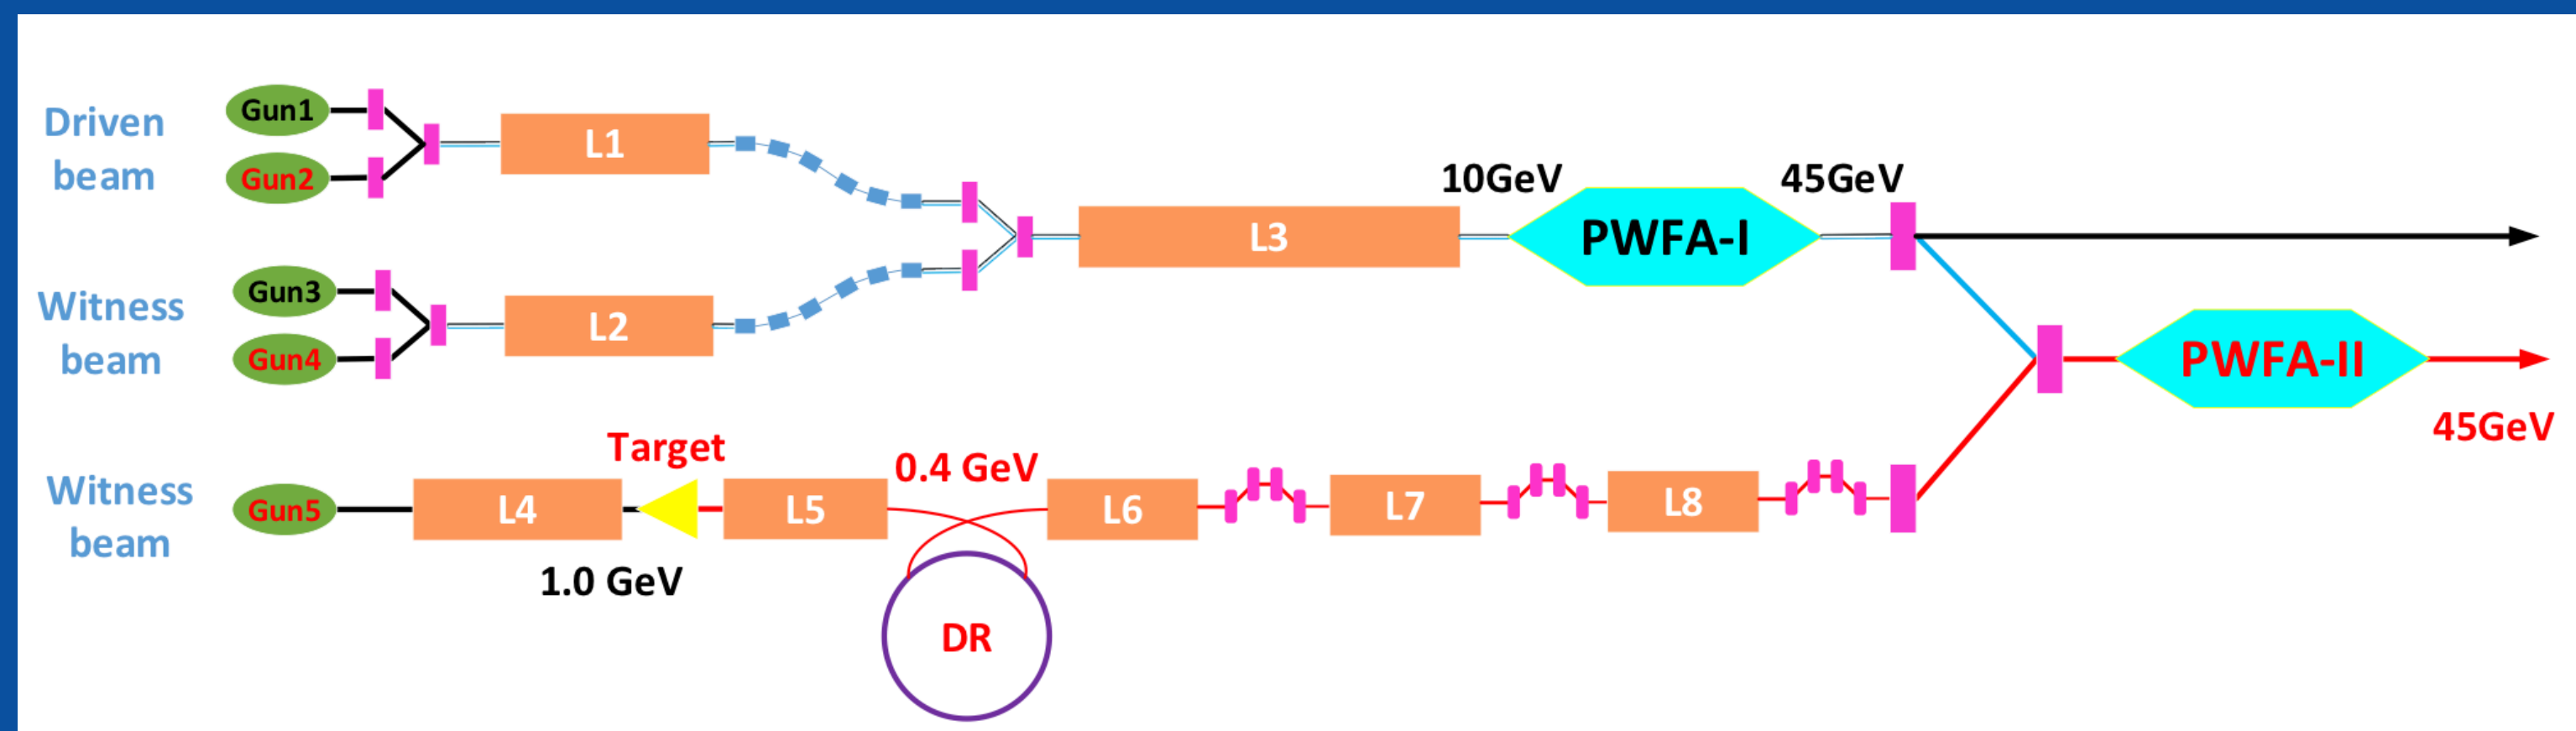 Driven
beam
Gun1
Gun2
L1
Witness
beam
Gun3
Gun4
L2
L3
10GeV
PWFA-I
45GeV
PWFA-II
45GeV
Witness
beam
Gun5
L4
Target
1.0 GeV
L5
0.4 GeV
DR
L6
L7
L8